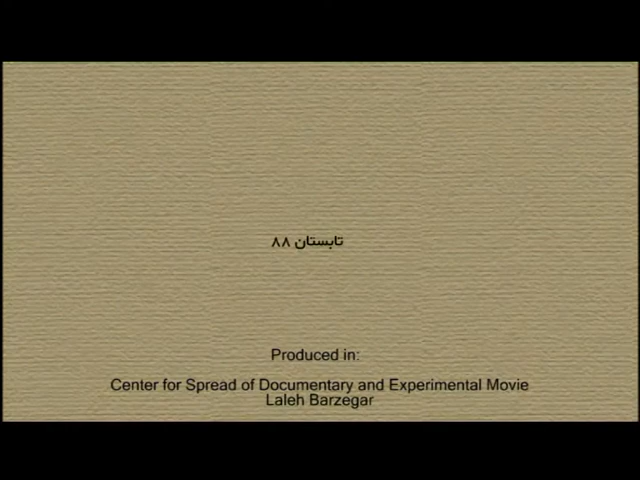 تابستان ۸۸
Produced in:
Center for Spread of Documentary and Experimental Movie
Laleh Barzegar